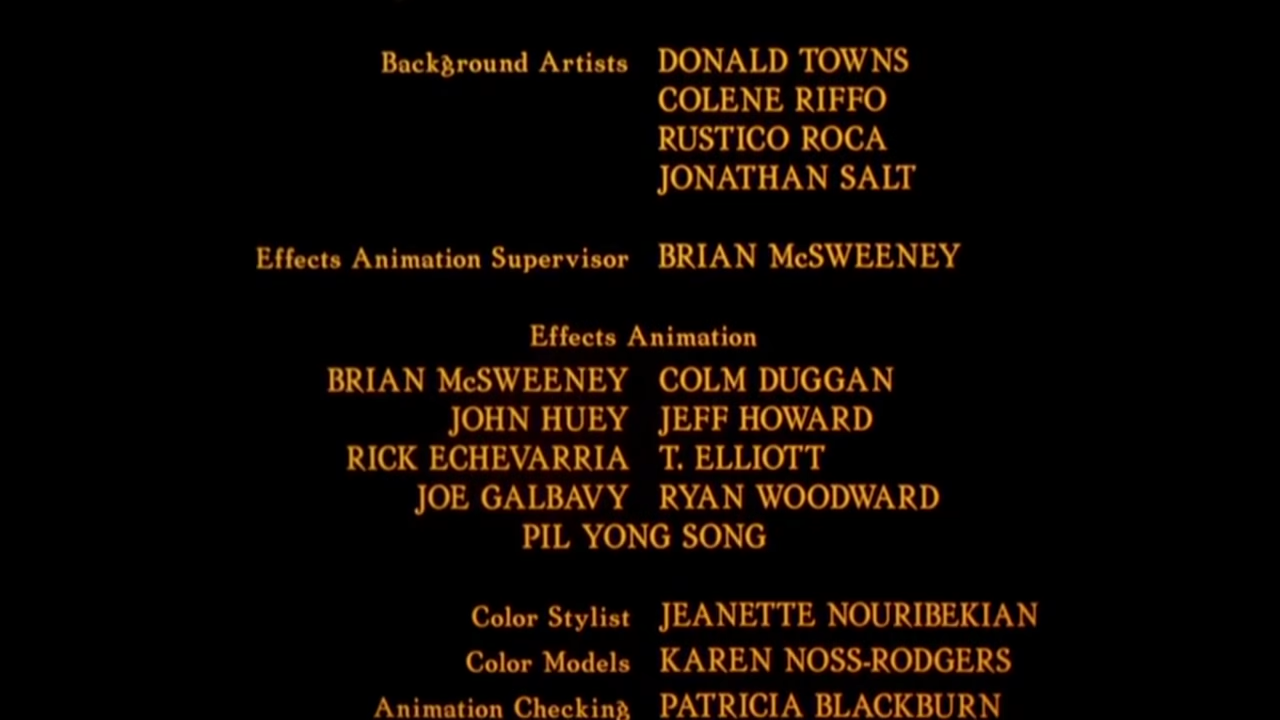 Background Artists DONALD TOWNS
COLENE RIFFO
RUSTICO ROCA
JONATHAN SALT
Effects Animation Supervisor BRIAN McSWEENEY
Effects Animation
BRIAN McSWEENEY COLM DUGGAN
JOHN HUEY JEFF HOWARD
RICK ECHEVARRIA T. ELLIOTT
JOE GALBAVY RYAN WOODWARD
PIL YONG SONG
Color Stylist JEANETTE NOURIBEKIAN
Color Models KAREN NOSS-RODGERS
Animation Checking PATRICIA BLACKBURN